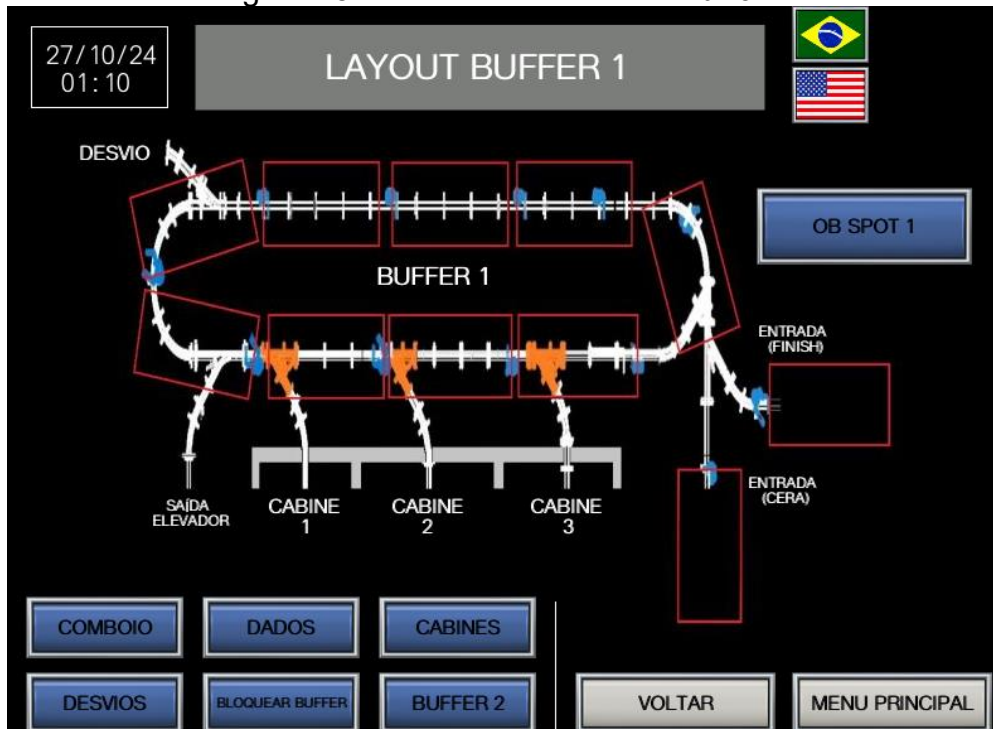 27/10/24
01:10
LAYOUT BUFFER 1
DESVIO
OB SPOT 1
BUFFER 1
ENTRADA
(FINISH)
ENTRADA
(CERA)
SAÍDA
ELEVADOR
CABINE
1
CABINE
2
CABINE
3
COMBOIO
DADOS
CABINES
DESVIOS
BLOQUEAR BUFFER
BUFFER 2
VOLTAR
MENU PRINCIPAL